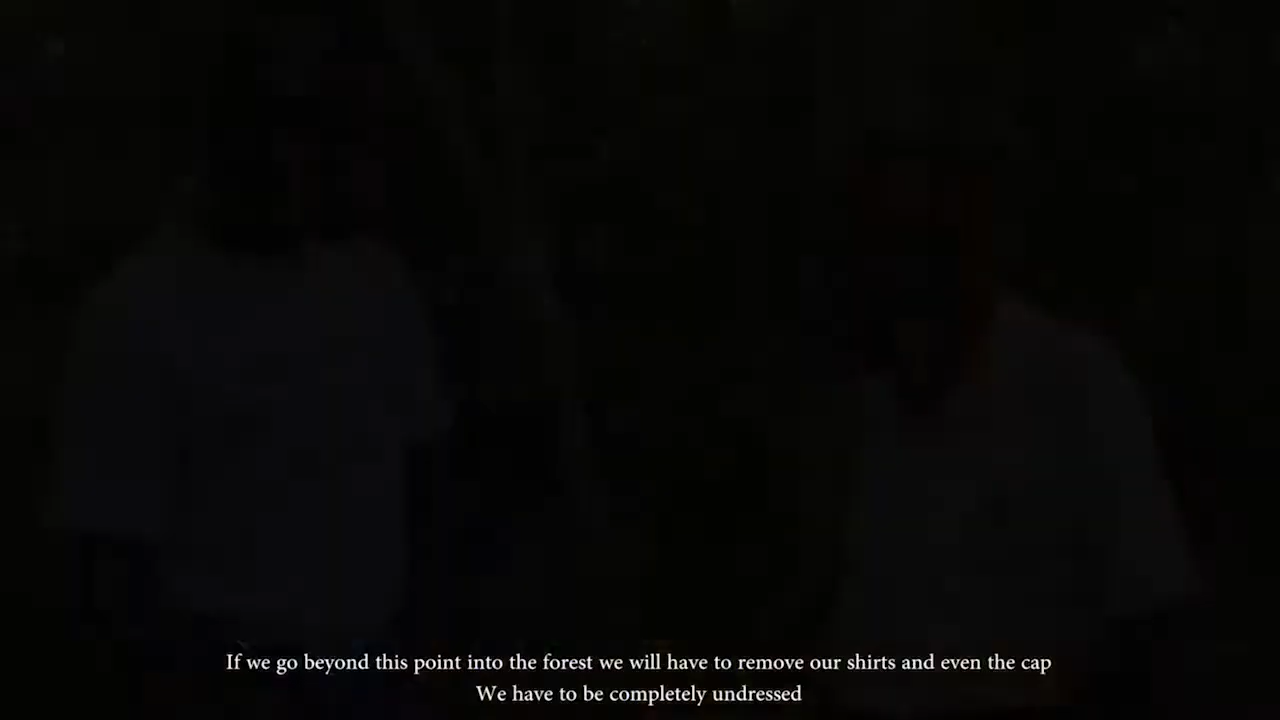 If we go beyond this point into the forest we will have to remove our shirts and even the cap
We have to be completely undressed